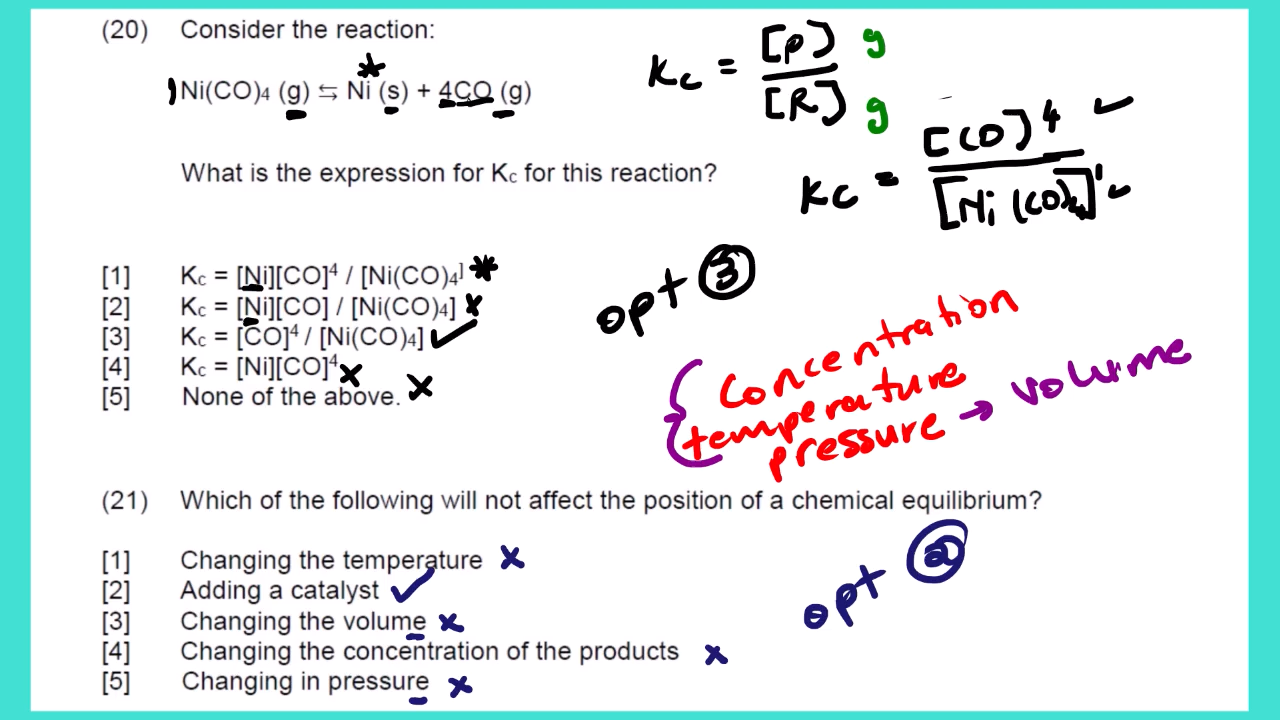 (20) Consider the reaction:
1Ni(CO)₄ (g) ⇆ Ni (s) + 4CO (g)
Kc = [P] g / [R] g
What is the expression for Kc for this reaction?
Kc = [CO]⁴ / [Ni(CO)₄]¹
[1] Kc = [Ni][CO]⁴ / [Ni(CO)₄]
[2] Kc = [Ni][CO] / [Ni(CO)₄]
[3] Kc = [CO]⁴ / [Ni(CO)₄]
[4] Kc = [Ni][CO]⁴
[5] None of the above.
opt 3
Concentration
temperature
pressure → volume
(21) Which of the following will not affect the position of a chemical equilibrium?
[1] Changing the temperature
[2] Adding a catalyst
[3] Changing the volume
[4] Changing the concentration of the products
[5] Changing in pressure
opt 2